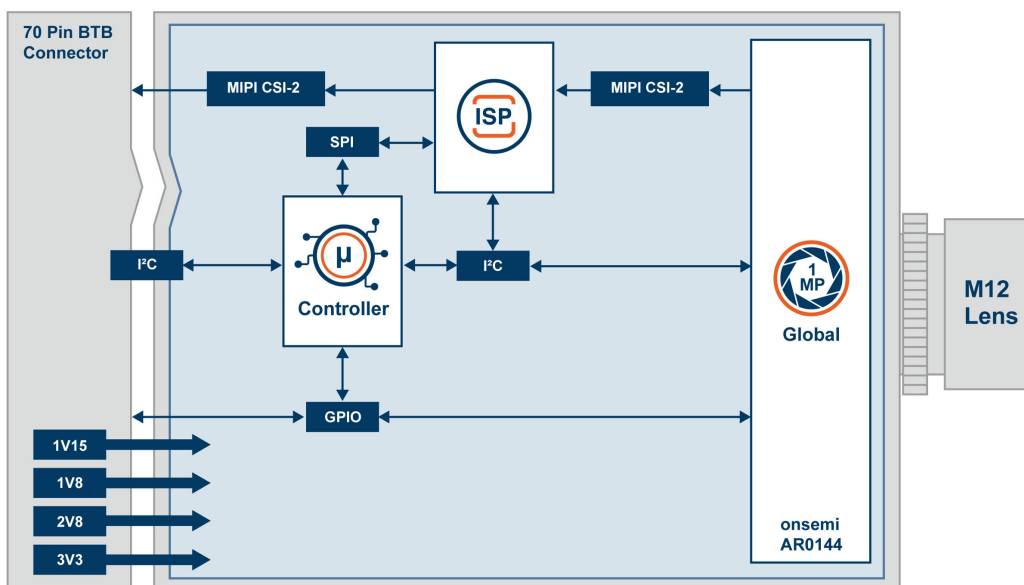 70 Pin BTB
Connector
MIPI CSI-2
ISP
MIPI CSI-2
SPI
I²C
µ
Controller
I²C
1
MP
Global
M12
Lens
GPIO
1V15
1V8
2V8
3V3
onsemi
AR0144